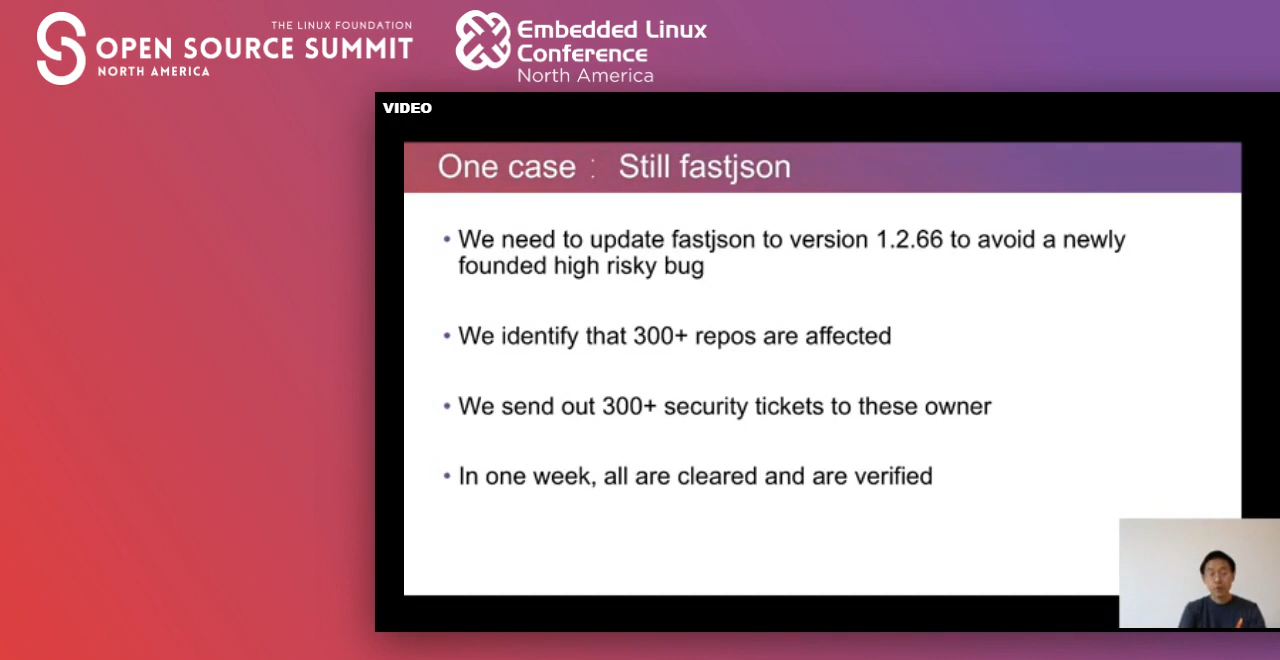 THE LINUX FOUNDATION
OPEN SOURCE SUMMIT
NORTH AMERICA
Embedded Linux
Conference
North America
VIDEO
One case : Still fastjson
• We need to update fastjson to version 1.2.66 to avoid a newly
founded high risky bug
• We identify that 300+ repos are affected
• We send out 300+ security tickets to these owner
• In one week, all are cleared and are verified